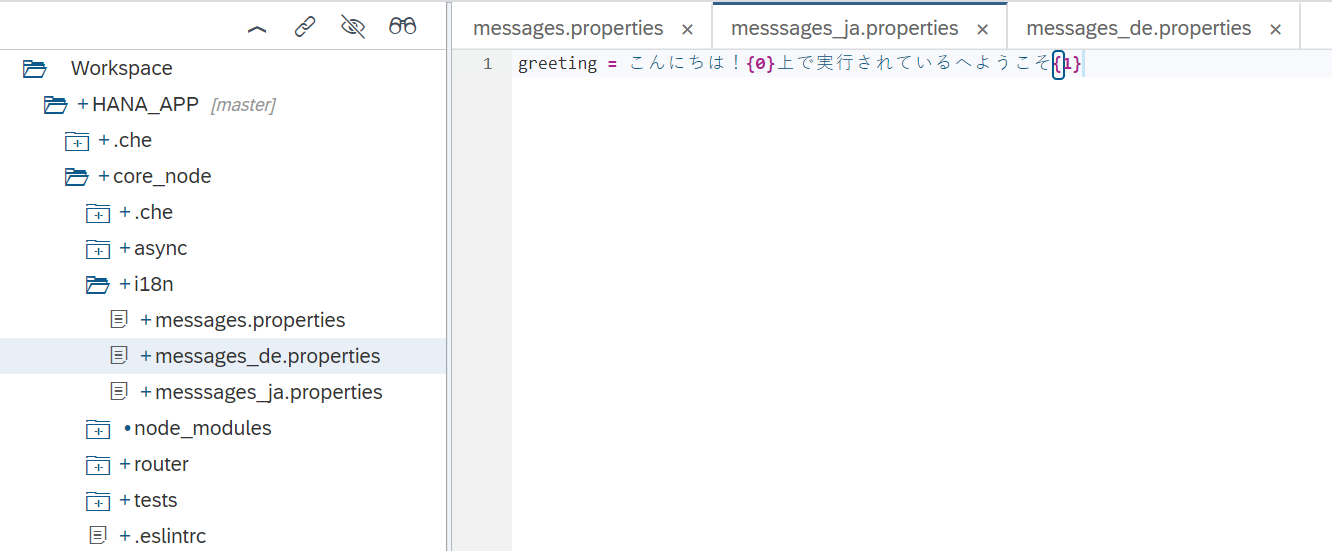 messages.properties ×
messsages_ja.properties ×
messages_de.properties ×
Workspace
+HANA_APP [master]
+.che
+core_node
+.che
+async
+i18n
+messages.properties
+messages_de.properties
+messsages_ja.properties
•node_modules
+router
+tests
+.eslintrc
1 greeting = こんにちは！{0}上で実行されているへようこそ{1}